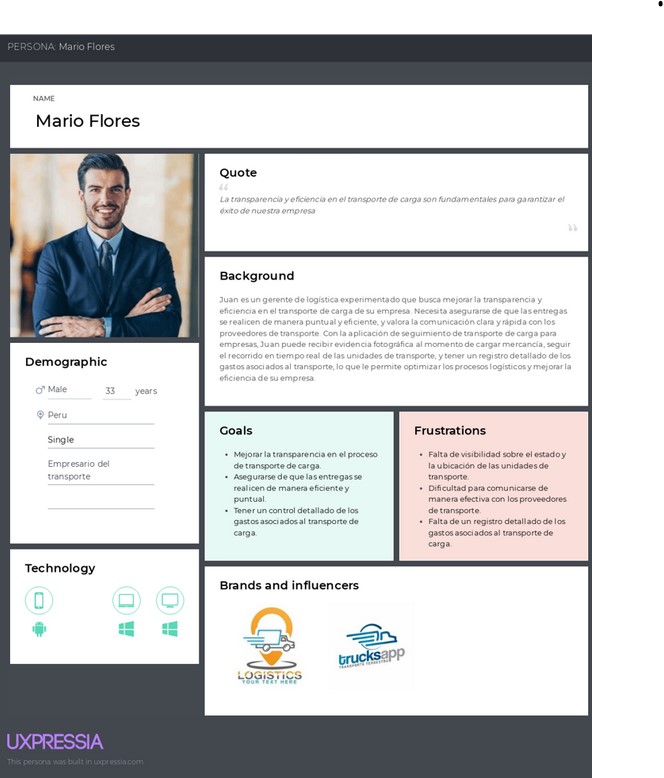 PERSONA: Mario Flores
NAME
Mario Flores
Quote
La transparencia y eficiencia en el transporte de carga son fundamentales para garantizar el
éxito de nuestra empresa
Background
Juan es un gerente de logística experimentado que busca mejorar la transparencia y
eficiencia en el transporte de carga de su empresa. Necesita asegurarse de que las entregas
se realicen de manera puntual y eficiente, y valora la comunicación clara y rápida con los
proveedores de transporte. Con la aplicación de seguimiento de transporte de carga para
empresas, Juan puede recibir evidencia fotográfica al momento de cargar mercancía, seguir
el recorrido en tiempo real de las unidades de transporte, y tener un registro detallado de los
gastos asociados al transporte, lo que le permite optimizar los procesos logísticos y mejorar la
eficiencia de su empresa.
Demographic
Male 33 years
Peru
Single
Empresario del
transporte
Goals
• Mejorar la transparencia en el proceso
de transporte de carga.
• Asegurarse de que las entregas se
realicen de manera eficiente y
puntual.
• Tener un control detallado de los
gastos asociados al transporte de
carga.
Frustrations
• Falta de visibilidad sobre el estado y
la ubicación de las unidades de
transporte.
• Dificultad para comunicarse de
manera efectiva con los proveedores
de transporte.
• Falta de un registro detallado de los
gastos asociados al transporte de
carga.
Technology
Brands and influencers
LOGISTICS
YOUR TEXT HERE
trucksapp
TRANSPORTE TERRESTRE
UXPRESSIA
This persona was built in uxpressia.com